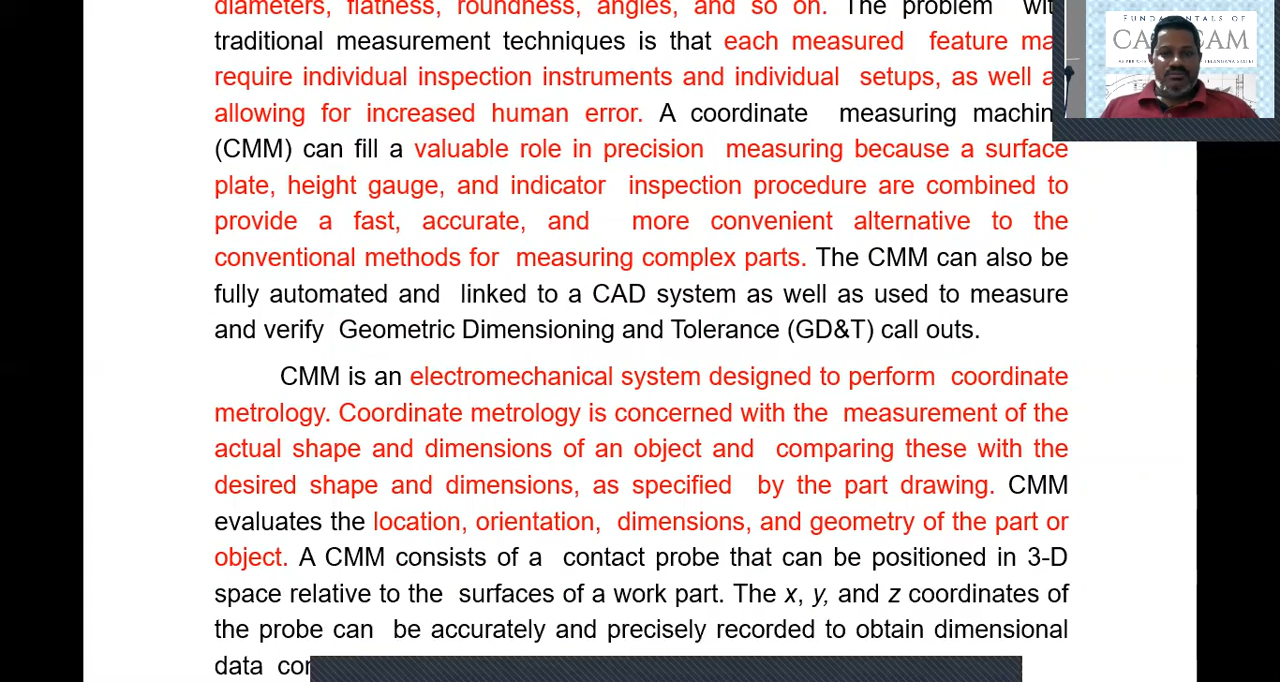 diameters, flatness, roundness, angles, and so on. The problem with
traditional measurement techniques is that each measured feature ma
require individual inspection instruments and individual setups, as well a
allowing for increased human error. A coordinate measuring machin
(CMM) can fill a valuable role in precision measuring because a surface
plate, height gauge, and indicator inspection procedure are combined to
provide a fast, accurate, and more convenient alternative to the
conventional methods for measuring complex parts. The CMM can also be
fully automated and linked to a CAD system as well as used to measure
and verify Geometric Dimensioning and Tolerance (GD&T) call outs.
CMM is an electromechanical system designed to perform coordinate
metrology. Coordinate metrology is concerned with the measurement of the
actual shape and dimensions of an object and comparing these with the
desired shape and dimensions, as specified by the part drawing. CMM
evaluates the location, orientation, dimensions, and geometry of the part or
object. A CMM consists of a contact probe that can be positioned in 3-D
space relative to the surfaces of a work part. The x, y, and z coordinates of
the probe can be accurately and precisely recorded to obtain dimensional
data
FUNDAMENTALS OF
CAM